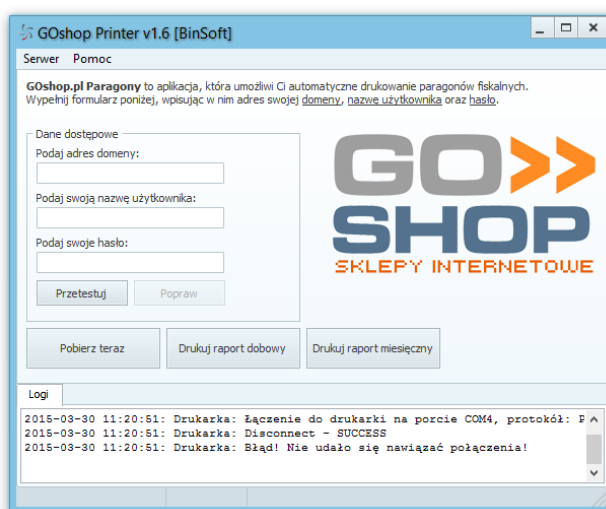 GOshop Printer v1.6 [BinSoft]
Serwer Pomoc
GOshop.pl Paragony to aplikacja, która umożliwi Ci automatyczne drukowanie paragonów fiskalnych.
Wypełnij formularz poniżej, wpisując w nim adres swojej domeny, nazwę użytkownika oraz hasło.
Dane dostępowe
Podaj adres domeny:
Podaj swoją nazwę użytkownika:
Podaj swoje hasło:
Przetestuj Popraw
GO>>
SHOP
SKLEPY INTERNETOWE
Pobierz teraz Drukuj raport dobowy Drukuj raport miesięczny
Logi
2015-03-30 11:20:51: Drukarka: Łączenie do drukarki na porcie COM4, protokół: P
2015-03-30 11:20:51: Drukarka: Disconnect - SUCCESS
2015-03-30 11:20:51: Drukarka: Błąd! Nie udało się nawiązać połączenia!